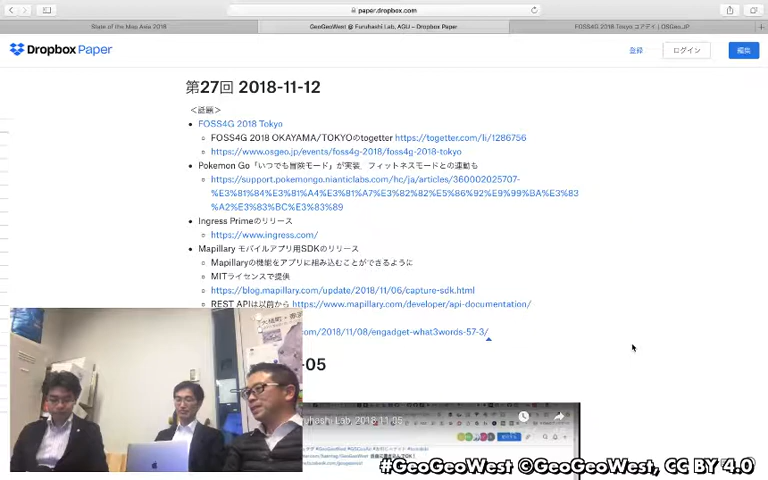 paper.dropbox.com
State of the Map Asia 2018
GeoGeoWest @ Furuhashi Lab, AGU – Dropbox Paper
FOSS4G 2018 Tokyo コアデイ | OSGeo.JP
Dropbox Paper
登録
ログイン
編集
第27回 2018-11-12
＜話題＞
FOSS4G 2018 Tokyo
FOSS4G 2018 OKAYAMA/TOKYOのtogetter https://togetter.com/li/1286756
https://www.osgeo.jp/events/foss4g-2018/foss4g-2018-tokyo
Pokemon Go「いつでも冒険モード」が実装　フィットネスモードとの連動も
https://support.pokemongo.nianticlabs.com/hc/ja/articles/360002025707-
%E3%81%84%E3%81%A4%E3%81%A7%E3%82%82%E5%86%92%E9%99%BA%E3%83
%A2%E3%83%BC%E3%83%89
Ingress Primeのリリース
https://www.ingress.com/
Mapillary モバイルアプリ用SDKのリリース
Mapillaryの機能をアプリに組み込むことができるように
MITライセンスで提供
https://blog.mapillary.com/update/2018/11/06/capture-sdk.html
REST APIは以前から https://www.mapillary.com/developer/api-documentation/
om/2018/11/08/engadget-what3words-57-3/
-05
ruhashi Lab, 2018-11-05
#GeoGeoWest ©GeoGeoWest, CC BY 4.0